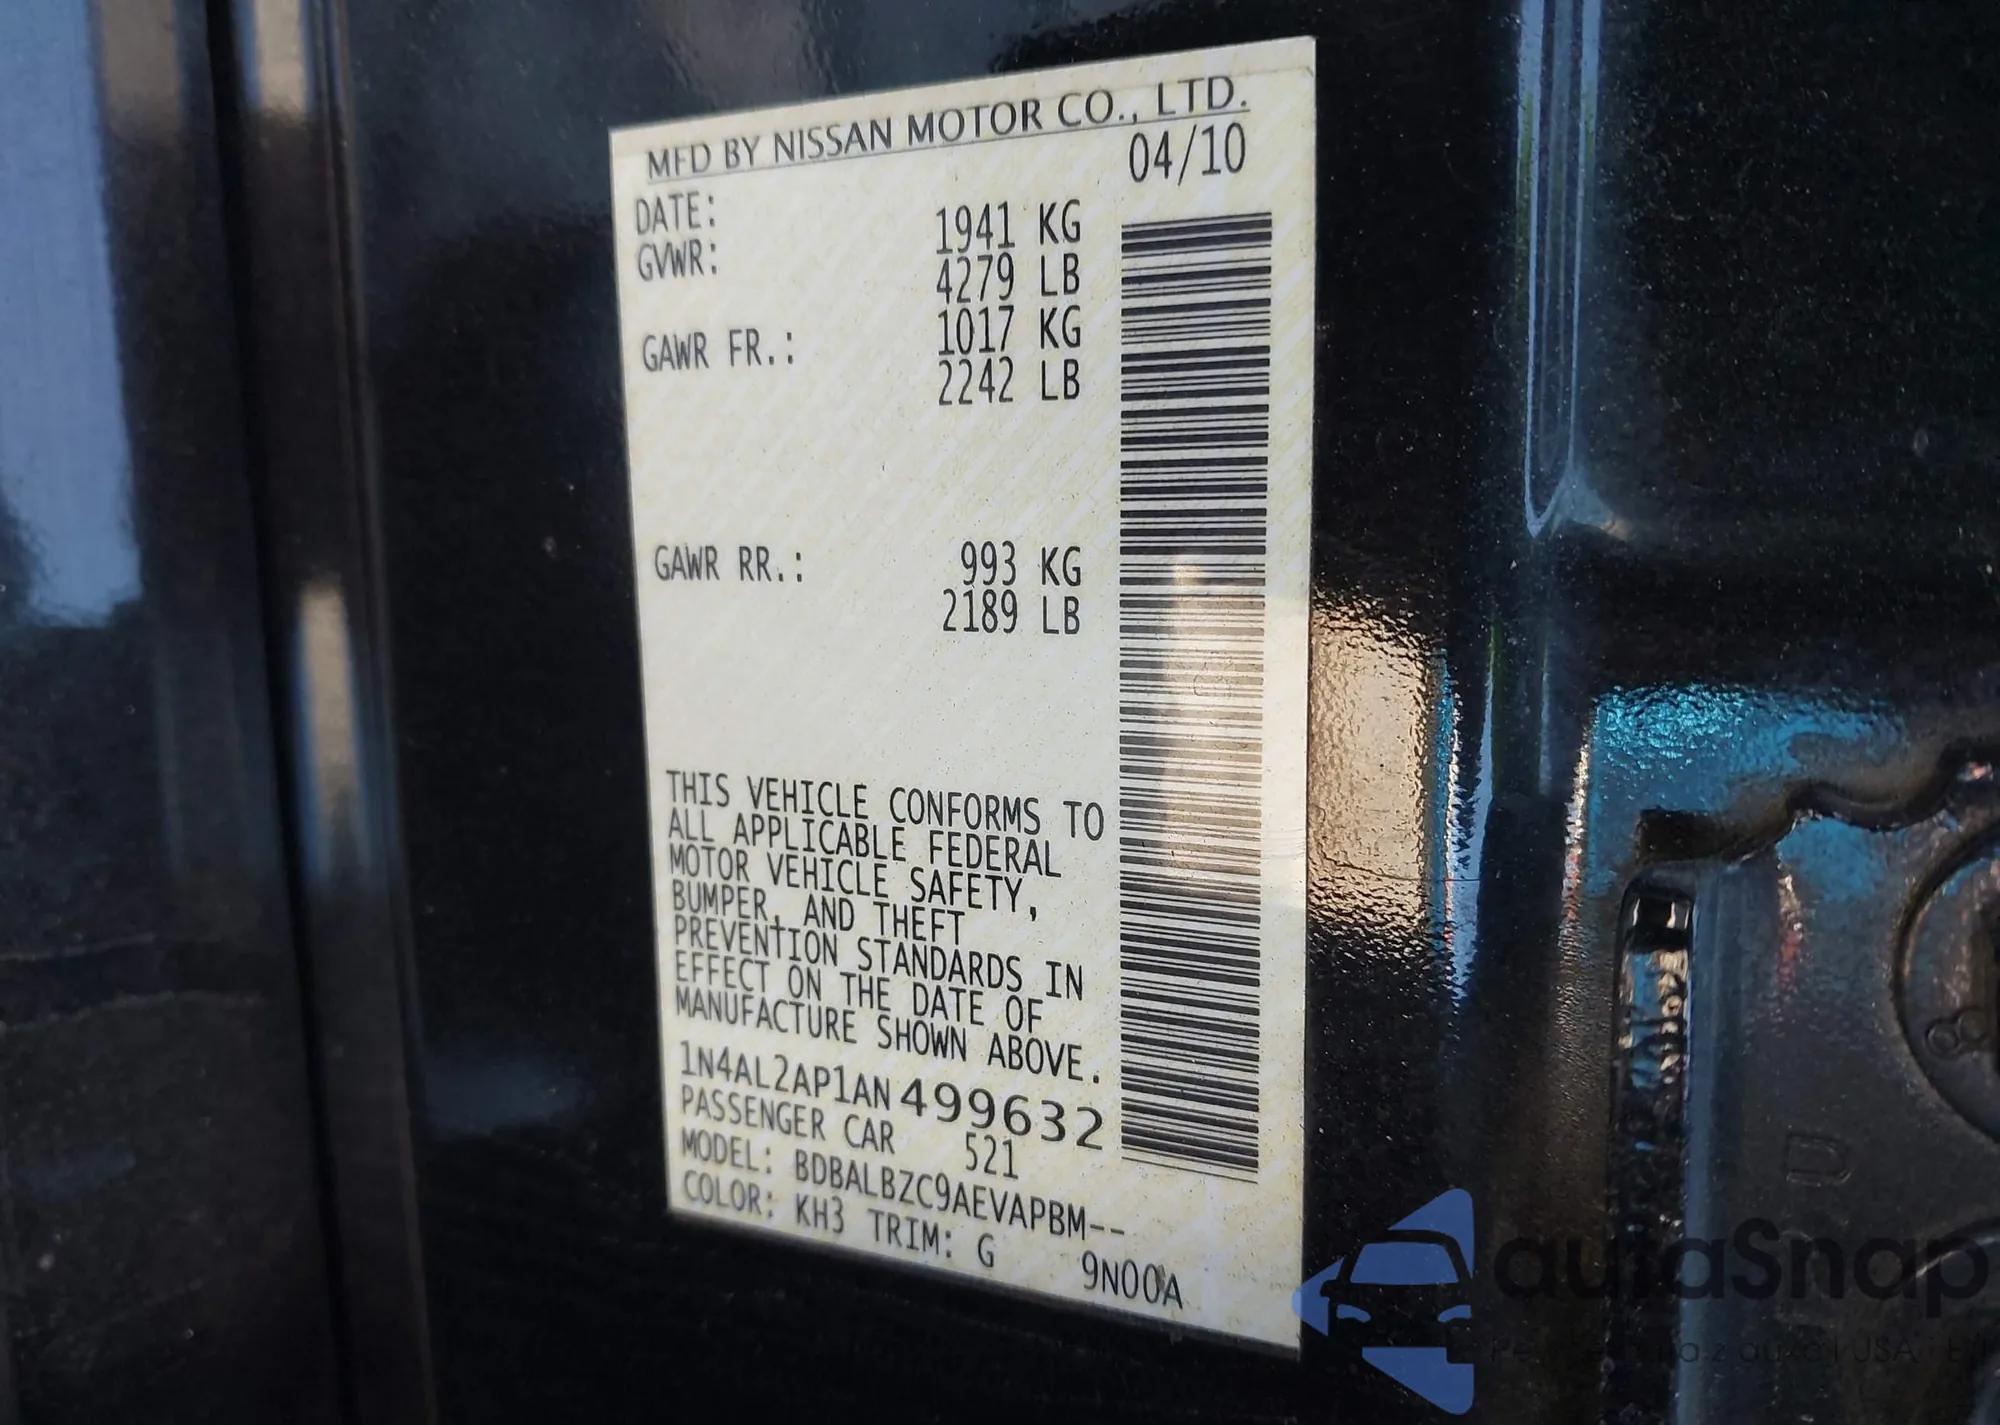 MFD BY NISSAN MOTOR CO., LTD.
DATE: 04/10
GVWR: 1941 KG
4279 LB
GAWR FR.: 1017 KG
2242 LB
GAWR RR.: 993 KG
2189 LB
THIS VEHICLE CONFORMS TO
ALL APPLICABLE FEDERAL
MOTOR VEHICLE SAFETY,
BUMPER, AND THEFT
PREVENTION STANDARDS IN
EFFECT ON THE DATE OF
MANUFACTURE SHOWN ABOVE.
1N4AL2AP1AN499632
PASSENGER CAR 521
MODEL: BDBALBZC9AEVAPBM--
COLOR: KH3 TRIM: G 9N00A
8
D
autaSnap
USA